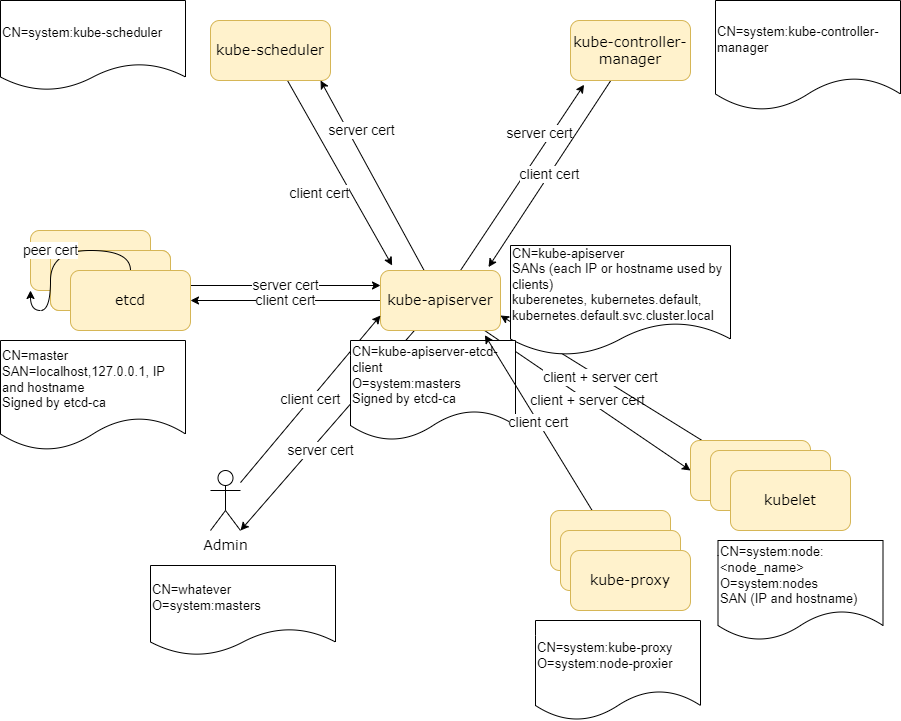 CN=system:kube-scheduler
kube-scheduler
kube-controller-
manager
CN=system:kube-controller-
manager
server cert
server cert
client cert
client cert
peer cert
etcd
server cert
client cert
kube-apiserver
CN=kube-apiserver
SANs (each IP or hostname used by
clients)
kuberenetes, kubernetes.default,
kubernetes.default.svc.cluster.local
CN=master
SAN=localhost,127.0.0.1, IP
and hostname
Signed by etcd-ca
CN=kube-apiserver-etcd-
client
O=system:masters
Signed by etcd-ca
client + server cert
client + server cert
client cert
client cert
server cert
Admin
kubelet
CN=whatever
O=system:masters
kube-proxy
CN=system:node:
<node_name>
O=system:nodes
SAN (IP and hostname)
CN=system:kube-proxy
O=system:node-proxier